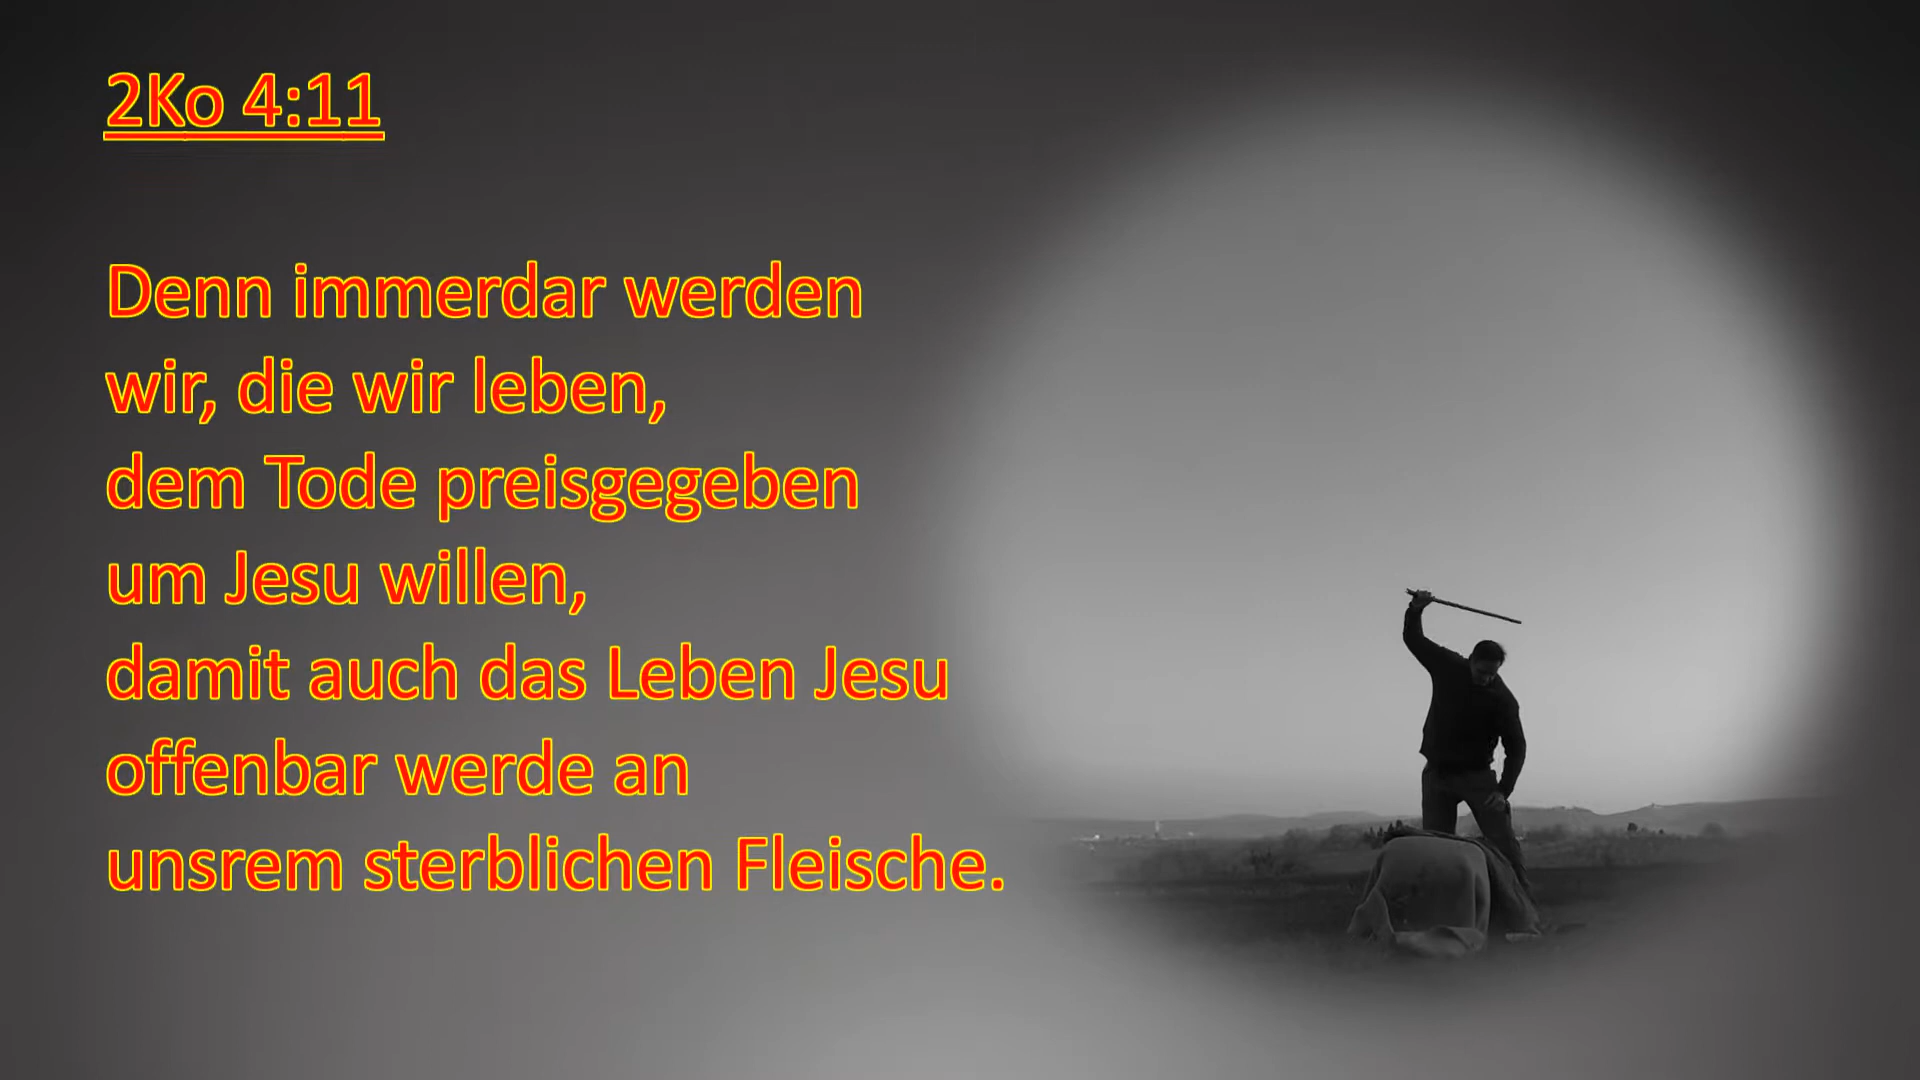 2Ko 4:11
Denn immerdar werden
wir, die wir leben,
dem Tode preisgegeben
um Jesu willen,
damit auch das Leben Jesu
offenbar werde an
unsrem sterblichen Fleische.